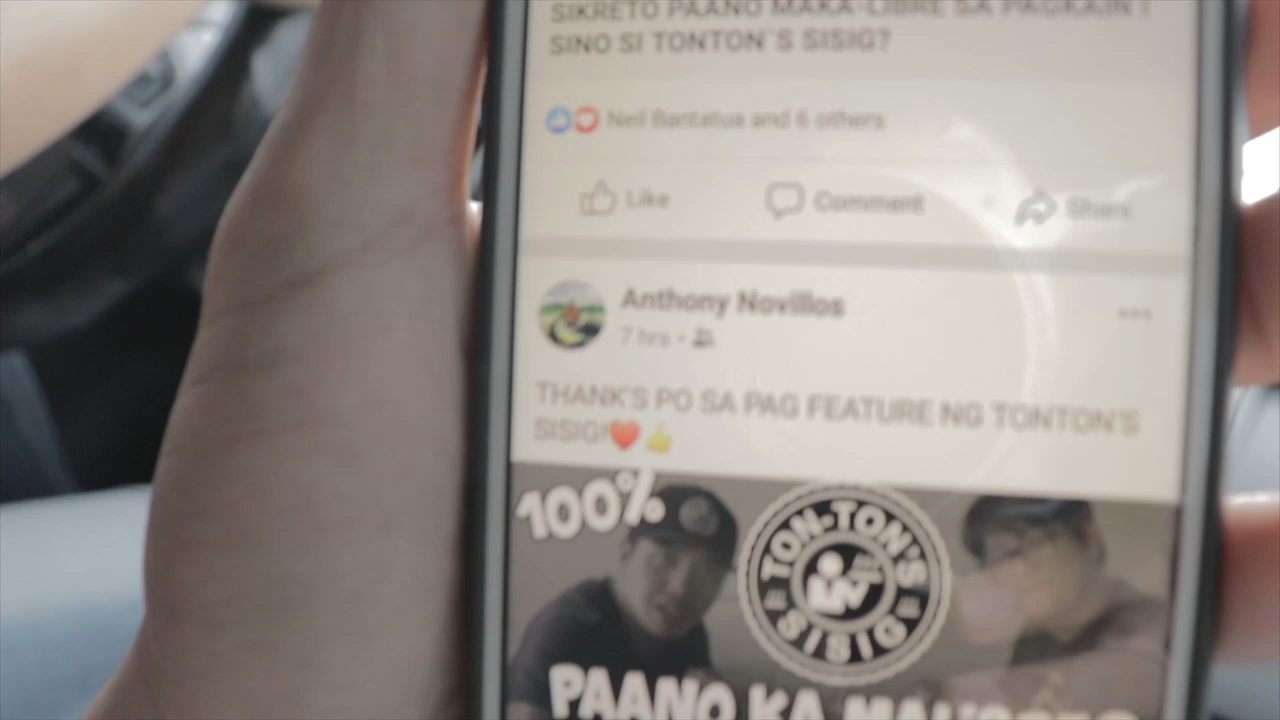 SIKRETO PAANO MAKA-LIBRE SA PAGKAIN !
SINO SI TONTON`S SISIG?
Neil Bantatua and 6 others
Like Comment Share
Anthony Novillos
7 hrs
THANKS PO SA PAG FEATURE NG TONTON'S
SISIG!❤️👍
100%
TON-TON'S
SISIG
PAANO KA